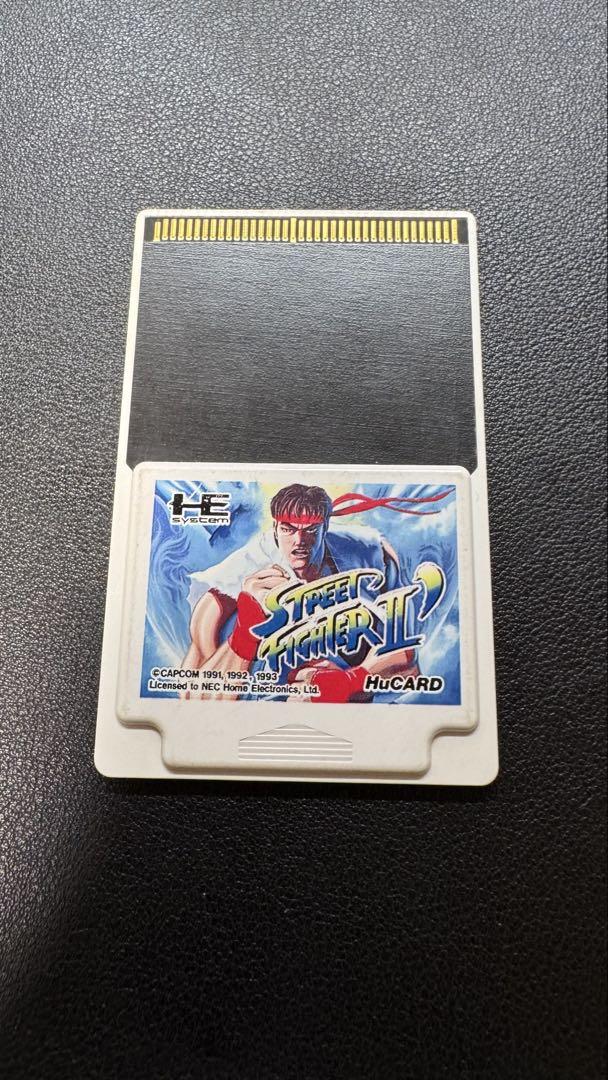 HE
SYSTEM
STREET
FIGHTER II'
©CAPCOM 1991, 1992, 1993
Licensed to NEC Home Electronics, Ltd.
HuCARD